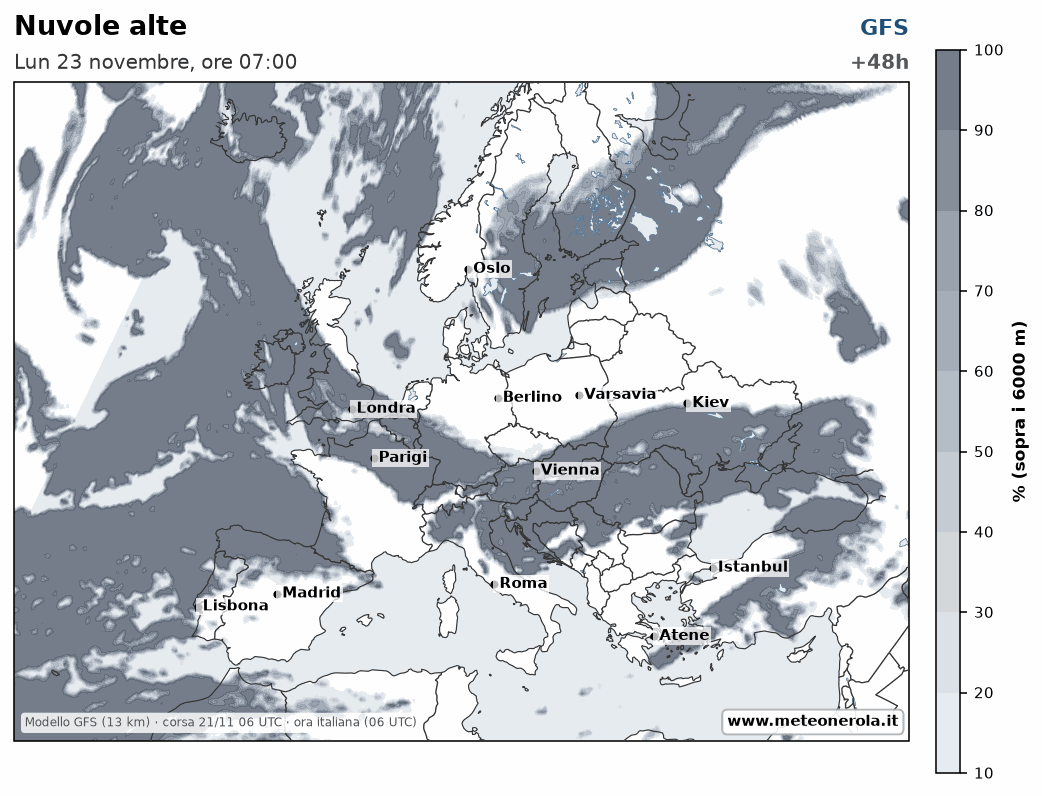 Nuvole alte
GFS
Lun 23 novembre, ore 07:00
+48h
100
90
80
70
60
50
40
30
20
10
% (sopra i 6000 m)
Oslo
Londra
Berlino
Varsavia
Kiev
Parigi
Vienna
Istanbul
Roma
Madrid
Lisbona
Atene
Modello GFS (13 km) · corsa 21/11 06 UTC · ora italiana (06 UTC)
www.meteonerola.it